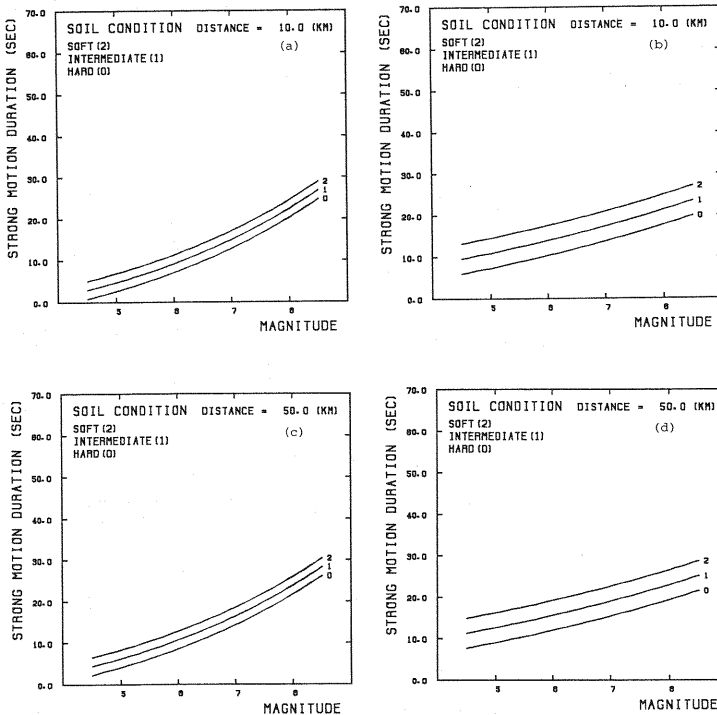 70.0
SOIL CONDITION DISTANCE = 10.0 (KM)
SOFT(2)
(a)
INTERMEDIATE(1)
HARD(0)
60.0
50.0
40.0
30.0
20.0
10.0
0.0
2
1
0
5
6
7
8
MAGNITUDE
STRONG MOTION DURATION (SEC)
70.0
SOIL CONDITION DISTANCE = 10.0 (KM)
SOFT(2)
(b)
INTERMEDIATE(1)
HARD(0)
60.0
50.0
40.0
30.0
20.0
10.0
0.0
2
1
0
5
6
7
8
MAGNITUDE
STRONG MOTION DURATION (SEC)
70.0
SOIL CONDITION DISTANCE = 50.0 (KM)
SOFT(2)
(c)
INTERMEDIATE(1)
HARD(0)
60.0
50.0
40.0
30.0
20.0
10.0
0.0
2
1
0
5
6
7
8
MAGNITUDE
STRONG MOTION DURATION (SEC)
70.0
SOIL CONDITION DISTANCE = 50.0 (KM)
SOFT(2)
(d)
INTERMEDIATE(1)
HARD(0)
60.0
50.0
40.0
30.0
20.0
10.0
0.0
2
1
0
5
6
7
8
MAGNITUDE
STRONG MOTION DURATION (SEC)